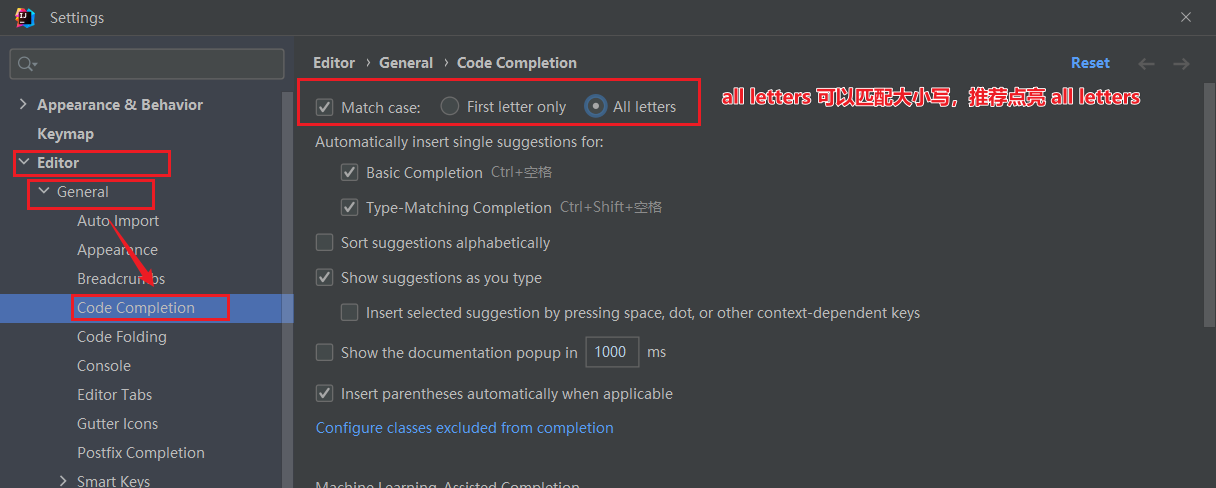 Settings
Appearance & Behavior
Keymap
Editor
General
Auto Import
Appearance
Breadcrumbs
Code Completion
Code Folding
Console
Editor Tabs
Gutter Icons
Postfix Completion
Smart Keys
Editor › General › Code Completion
Reset
Match case: First letter only All letters
all letters 可以匹配大小写，推荐点亮 all letters
Automatically insert single suggestions for:
Basic Completion Ctrl+空格
Type-Matching Completion Ctrl+Shift+空格
Sort suggestions alphabetically
Show suggestions as you type
Insert selected suggestion by pressing space, dot, or other context-dependent keys
Show the documentation popup in 1000 ms
Insert parentheses automatically when applicable
Configure classes excluded from completion
Machine Learning-Assisted Completion